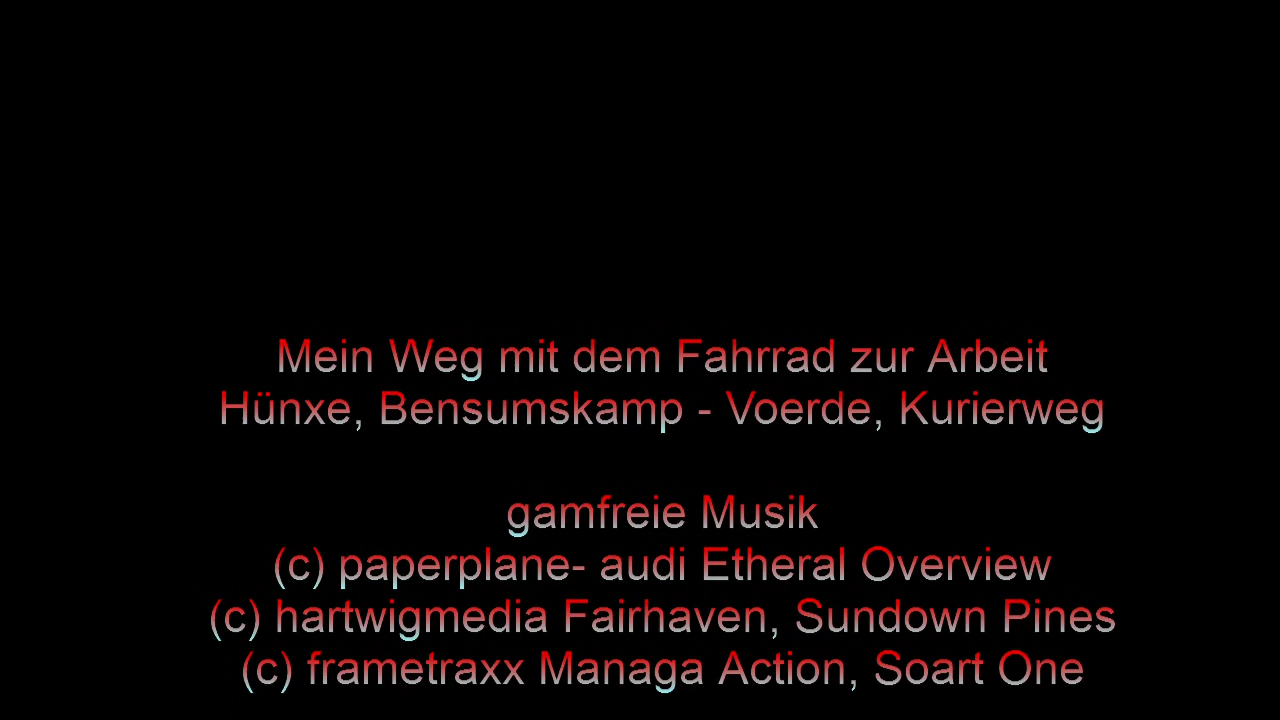 Mein Weg mit dem Fahrrad zur Arbeit
Hünxe, Bensumskamp - Voerde, Kurierweg
gamfreie Musik
(c) paperplane- audi Etheral Overview
(c) hartwigmedia Fairhaven, Sundown Pines
(c) frametraxx Managa Action, Soart One